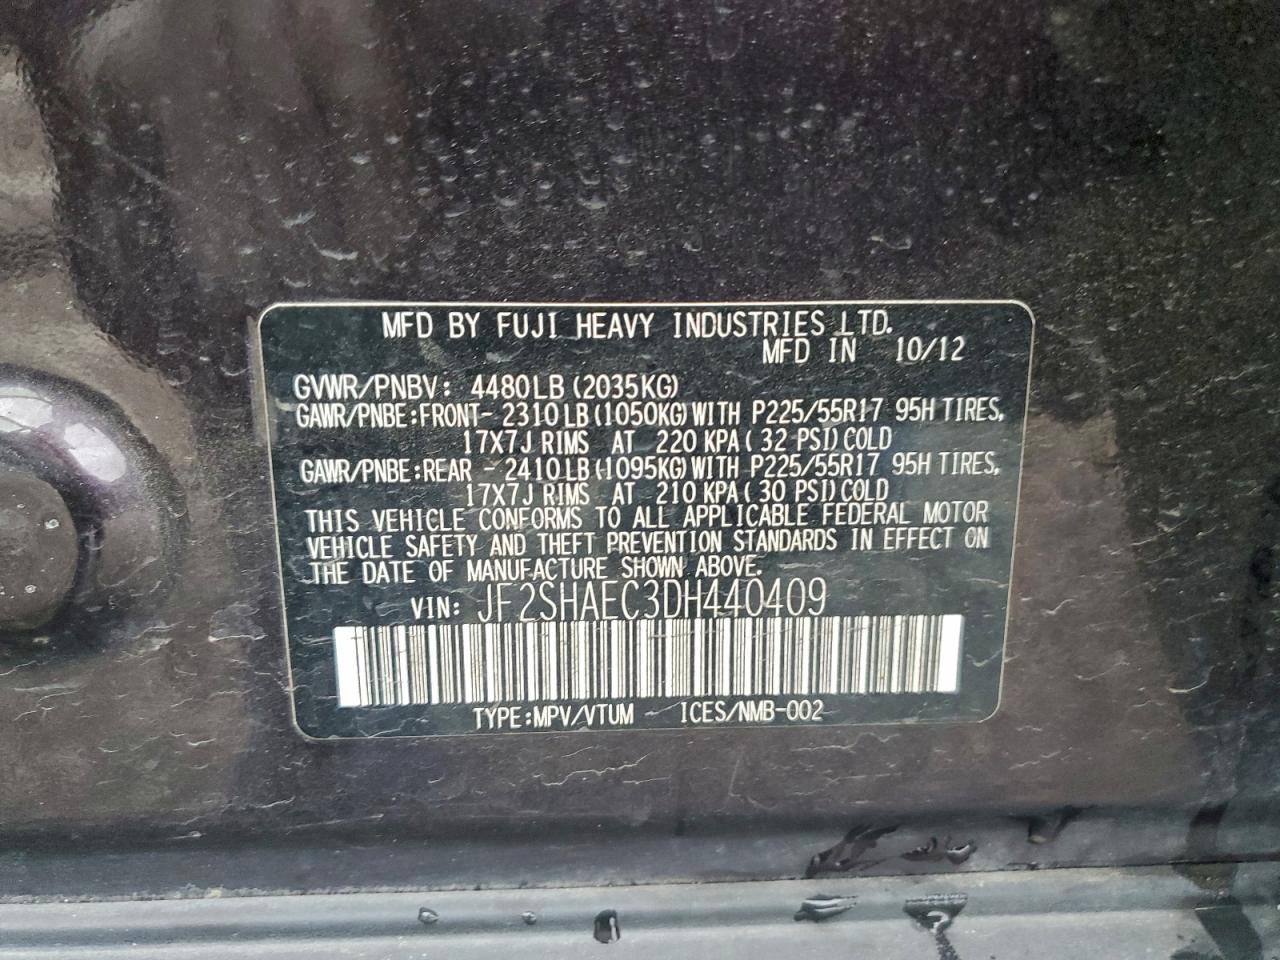 MFD BY FUJI HEAVY INDUSTRIES LTD.
MFD IN 10/12
GVWR/PNBV: 4480LB (2035KG)
GAWR/PNBE:FRONT- 2310LB (1050KG) WITH P225/55R17 95H TIRES,
17X7J RIMS AT 220 KPA ( 32 PSI) COLD
GAWR/PNBE:REAR - 2410LB (1095KG) WITH P225/55R17 95H TIRES,
17X7J RIMS AT 210 KPA ( 30 PSI) COLD
THIS VEHICLE CONFORMS TO ALL APPLICABLE FEDERAL MOTOR
VEHICLE SAFETY AND THEFT PREVENTION STANDARDS IN EFFECT ON
THE DATE OF MANUFACTURE SHOWN ABOVE.
VIN: JF2SHAEC3DH440409
TYPE:MPV/VTUM ICES/NMB-002